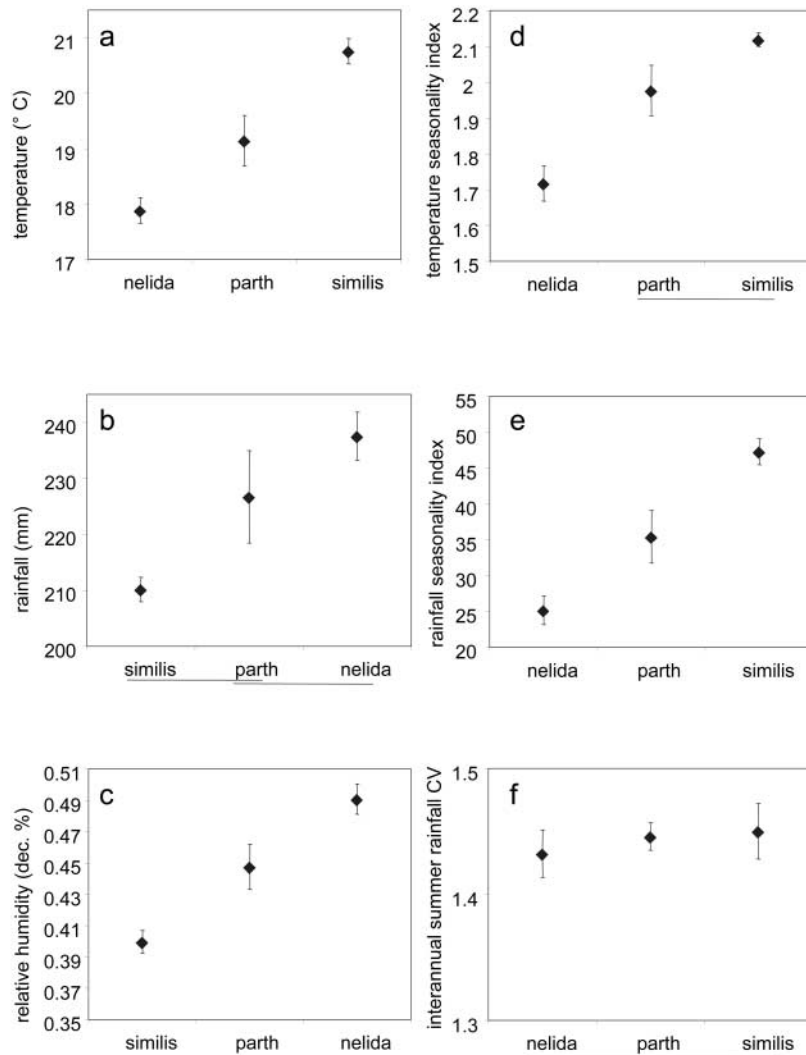 a
temperature (° C)
21
20
19
18
17
nelida parth similis
d
temperature seasonality index
2.2
2.1
2
1.9
1.8
1.7
1.6
1.5
nelida parth similis
b
rainfall (mm)
240
230
220
210
200
similis parth nelida
e
rainfall seasonality index
55
50
47
45
35
30
25
20
nelida parth similis
c
relative humidity (dec. %)
0.51
0.49
0.47
0.45
0.43
0.41
0.39
0.37
0.35
similis parth nelida
f
interannual summer rainfall CV
1.5
1.4
1.3
nelida parth similis